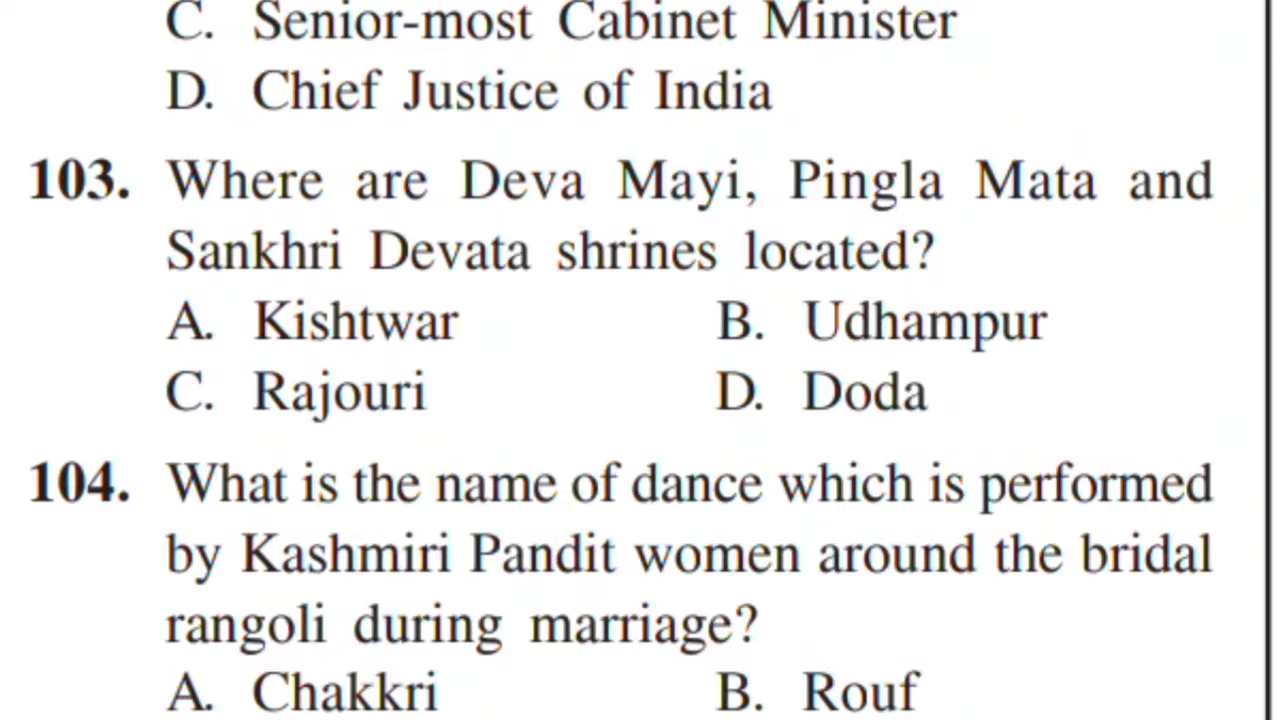 C. Senior-most Cabinet Minister
D. Chief Justice of India
103. Where are Deva Mayi, Pingla Mata and
Sankhri Devata shrines located?
A. Kishtwar B. Udhampur
C. Rajouri D. Doda
104. What is the name of dance which is performed
by Kashmiri Pandit women around the bridal
rangoli during marriage?
A. Chakkri B. Rouf